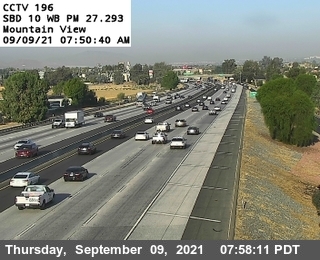 CCTV 196
SBD 10 WB PM 27.293
Mountain View
09/09/21 07:50:40 AM
Thursday, September 09, 2021 07:58:11 PDT